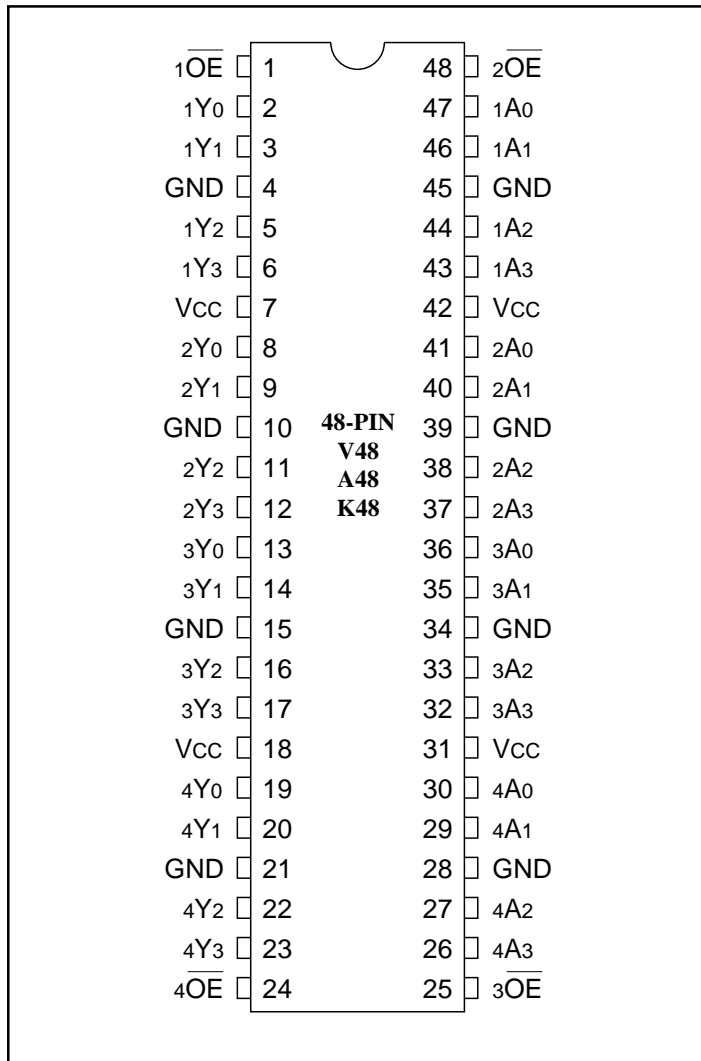 1OE 1 48 2OE
1Y0 2 47 1A0
1Y1 3 46 1A1
GND 4 45 GND
1Y2 5 44 1A2
1Y3 6 43 1A3
VCC 7 42 VCC
2Y0 8 41 2A0
2Y1 9 40 2A1
GND 10 48-PIN 39 GND
V48
2Y2 11 38 2A2
A48
2Y3 12 K48 37 2A3
3Y0 13 36 3A0
3Y1 14 35 3A1
GND 15 34 GND
3Y2 16 33 3A2
3Y3 17 32 3A3
VCC 18 31 VCC
4Y0 19 30 4A0
4Y1 20 29 4A1
GND 21 28 GND
4Y2 22 27 4A2
4Y3 23 26 4A3
4OE 24 25 3OE